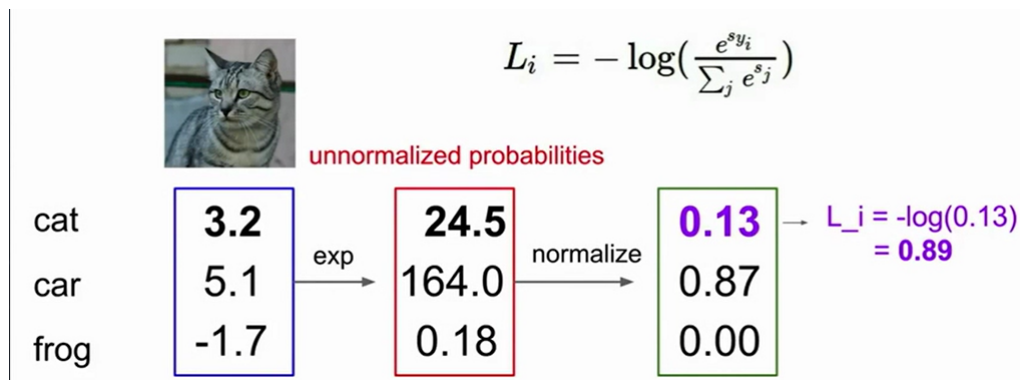 L_i = − log( e^{s_{y_i}} / ∑_j e^{s_j} )
unnormalized probabilities
cat 3.2 24.5 0.13 L_i = -log(0.13)
= 0.89
exp normalize
car 5.1 164.0 0.87
frog -1.7 0.18 0.00